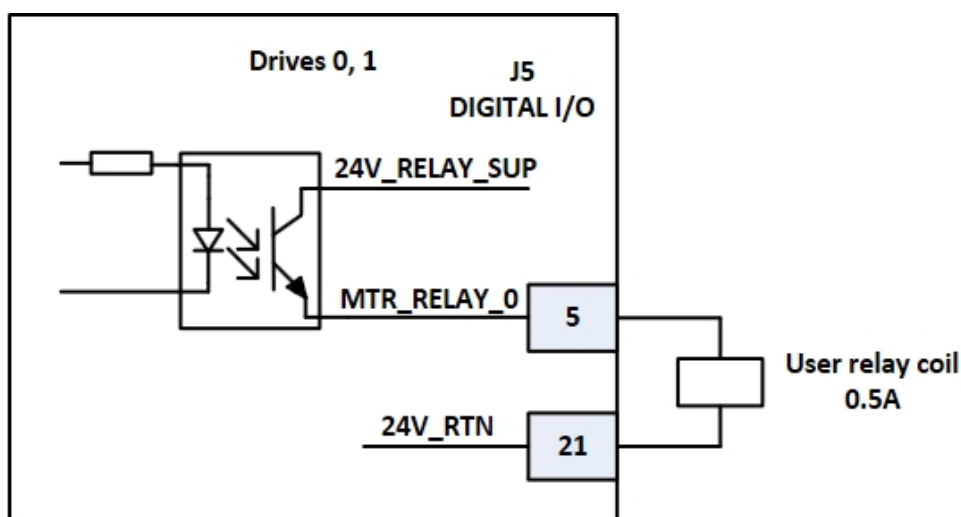 Drives 0, 1
J5
DIGITAL I/O
24V_RELAY_SUP
MTR_RELAY_0
5
User relay coil
0.5A
24V_RTN
21